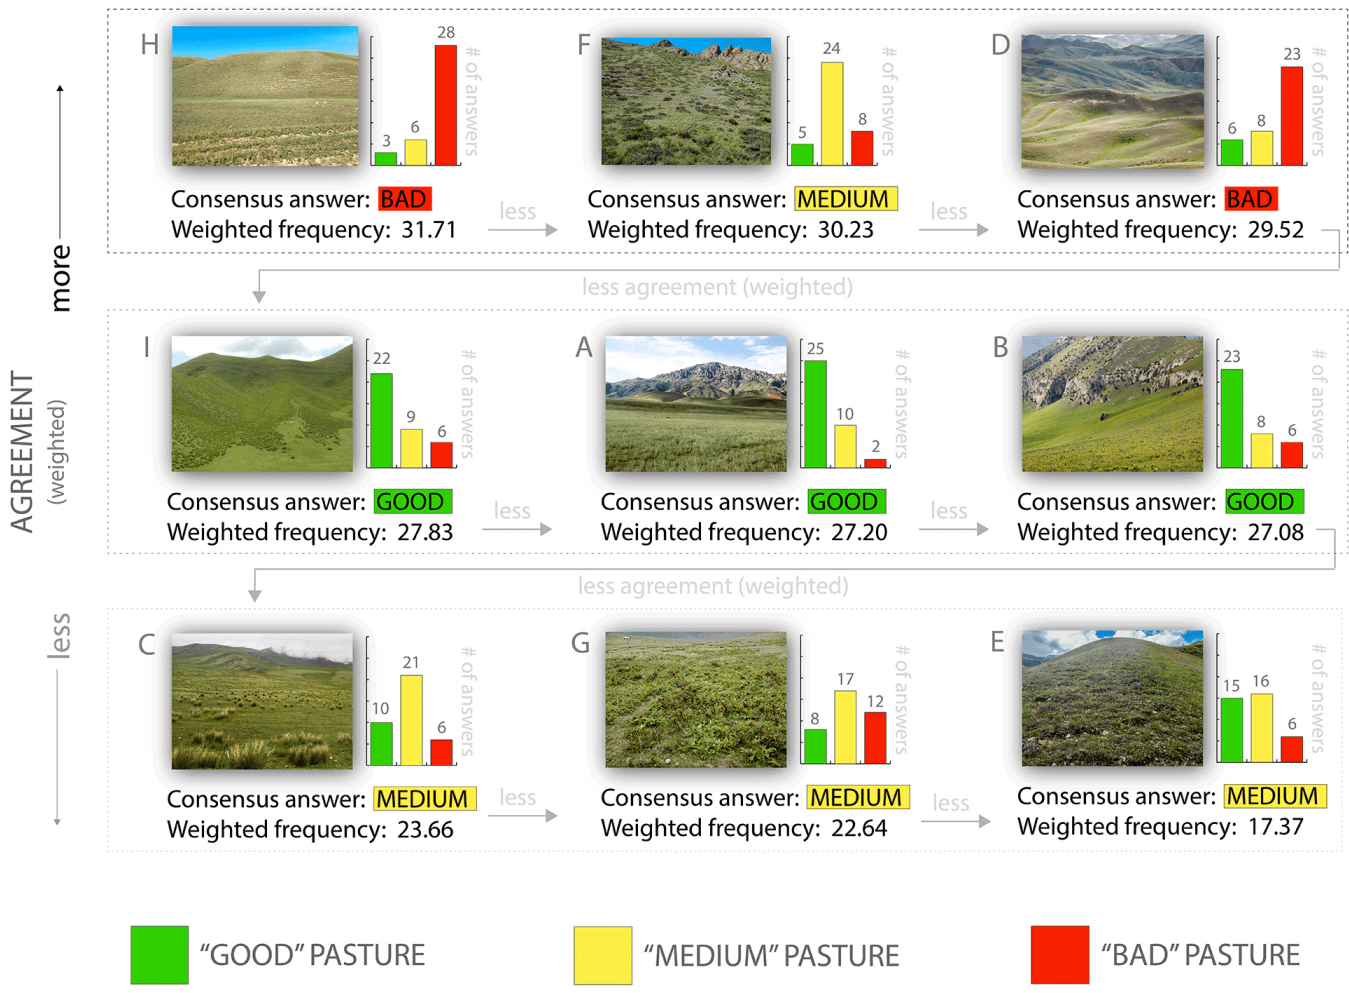 H
3
6
28
# of answers
Consensus answer: BAD
Weighted frequency: 31.71
less
F
5
24
8
# of answers
Consensus answer: MEDIUM
Weighted frequency: 30.23
less
D
6
8
23
# of answers
Consensus answer: BAD
Weighted frequency: 29.52
less agreement (weighted)
more
AGREEMENT
(weighted)
less
I
22
9
6
# of answers
Consensus answer: GOOD
Weighted frequency: 27.83
less
A
25
10
2
# of answers
Consensus answer: GOOD
Weighted frequency: 27.20
less
B
23
8
6
# of answers
Consensus answer: GOOD
Weighted frequency: 27.08
less agreement (weighted)
C
10
21
6
# of answers
Consensus answer: MEDIUM
Weighted frequency: 23.66
less
G
8
17
12
# of answers
Consensus answer: MEDIUM
Weighted frequency: 22.64
less
E
15
16
6
# of answers
Consensus answer: MEDIUM
Weighted frequency: 17.37
“GOOD” PASTURE
“MEDIUM” PASTURE
“BAD” PASTURE